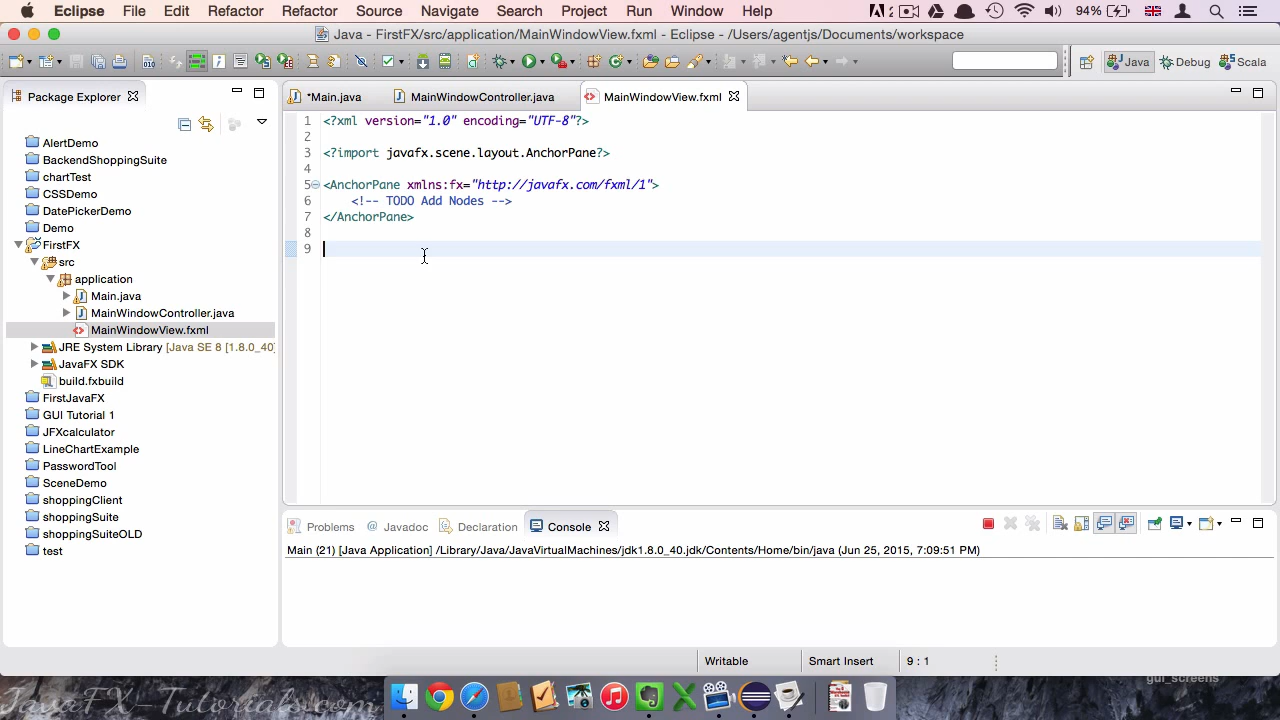 Eclipse File Edit Refactor Refactor Source Navigate Search Project Run Window Help 94%
Java - FirstFX/src/application/MainWindowView.fxml - Eclipse - /Users/agentjs/Documents/workspace
Java Debug Scala
Package Explorer
AlertDemo
BackendShoppingSuite
chartTest
CSSDemo
DatePickerDemo
Demo
FirstFX
src
application
Main.java
MainWindowController.java
MainWindowView.fxml
JRE System Library [Java SE 8 [1.8.0_40]
JavaFX SDK
build.fxbuild
FirstJavaFX
GUI Tutorial 1
JFXcalculator
LineChartExample
PasswordTool
SceneDemo
shoppingClient
shoppingSuite
shoppingSuiteOLD
test
*Main.java MainWindowController.java MainWindowView.fxml
1 <?xml version="1.0" encoding="UTF-8"?>
2
3 <?import javafx.scene.layout.AnchorPane?>
4
5 <AnchorPane xmlns:fx="http://javafx.com/fxml/1">
6 <!-- TODO Add Nodes -->
7 </AnchorPane>
8
9
Problems @ Javadoc Declaration Console
Main (21) [Java Application] /Library/Java/JavaVirtualMachines/jdk1.8.0_40.jdk/Contents/Home/bin/java (Jun 25, 2015, 7:09:51 PM)
Writable Smart Insert 9 : 1
gui_screens
JavaFX-Tutorials.com